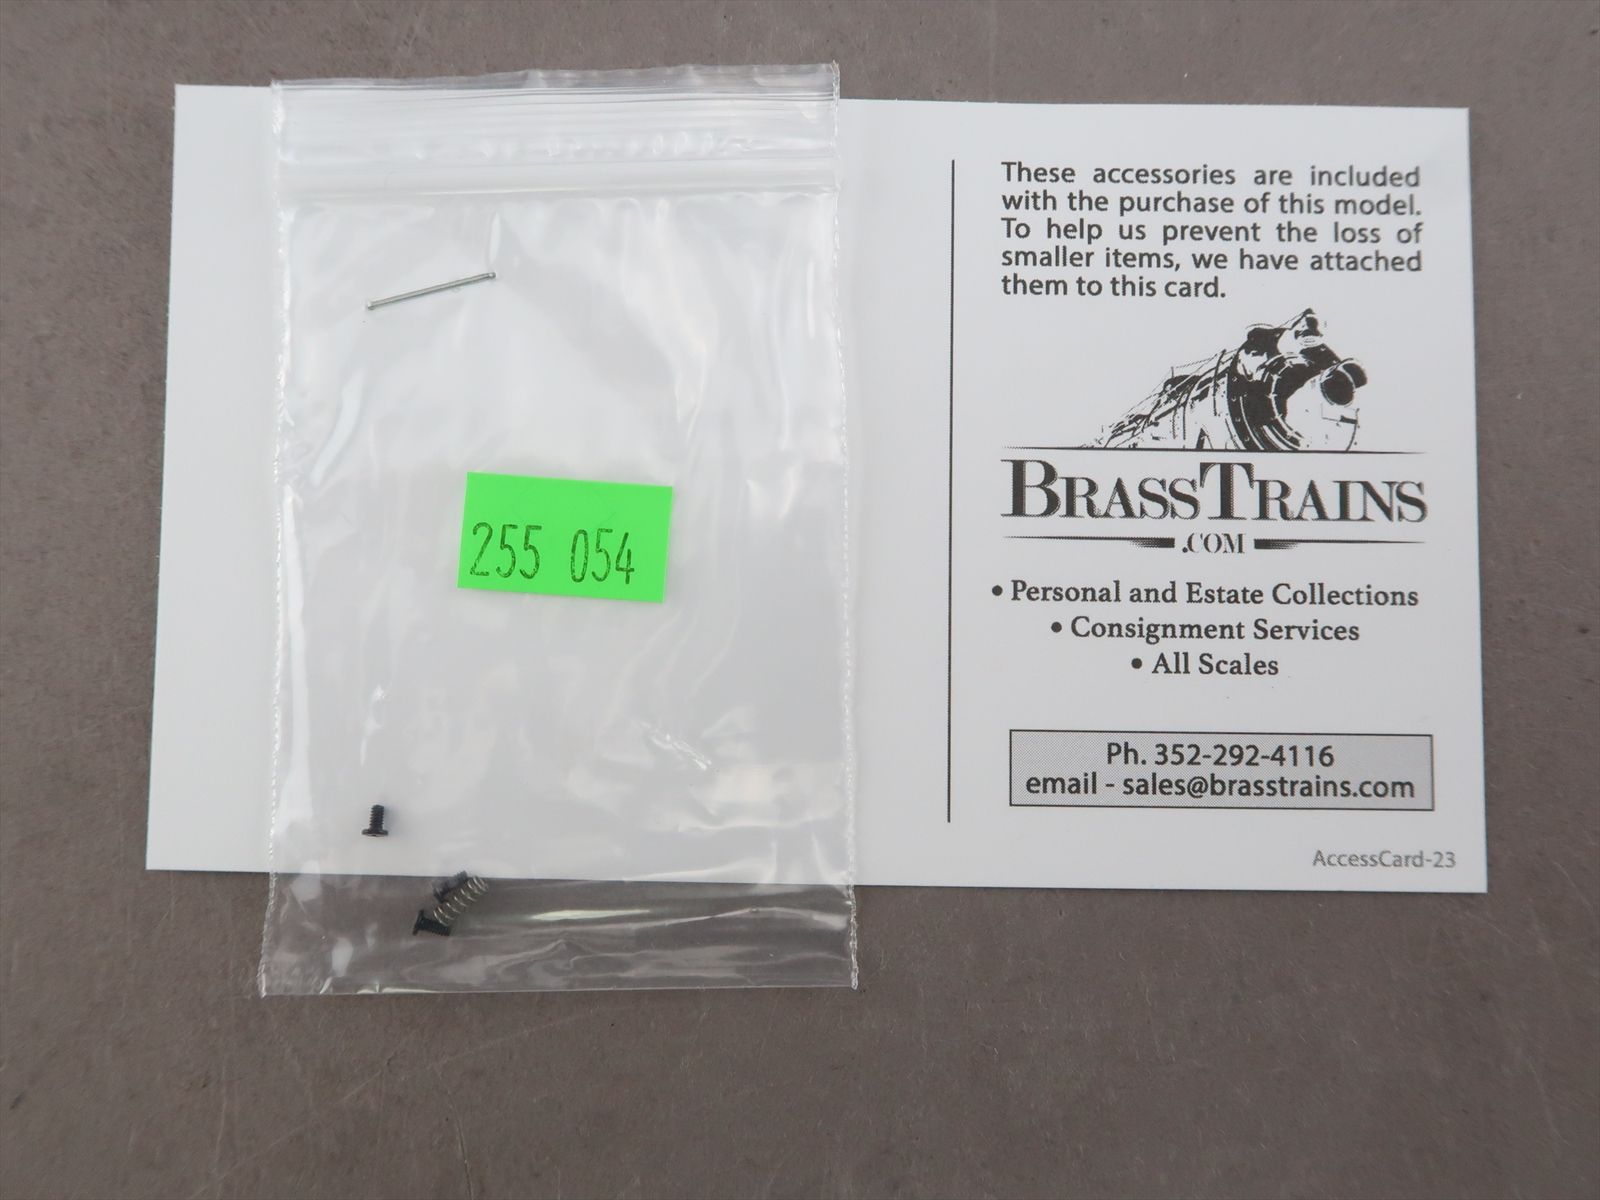 255 054
These accessories are included
with the purchase of this model.
To help us prevent the loss of
smaller items, we have attached
them to this card.
BRASSTRAINS
.COM
• Personal and Estate Collections
• Consignment Services
• All Scales
Ph. 352-292-4116
email - sales@brasstrains.com
AccessCard-23